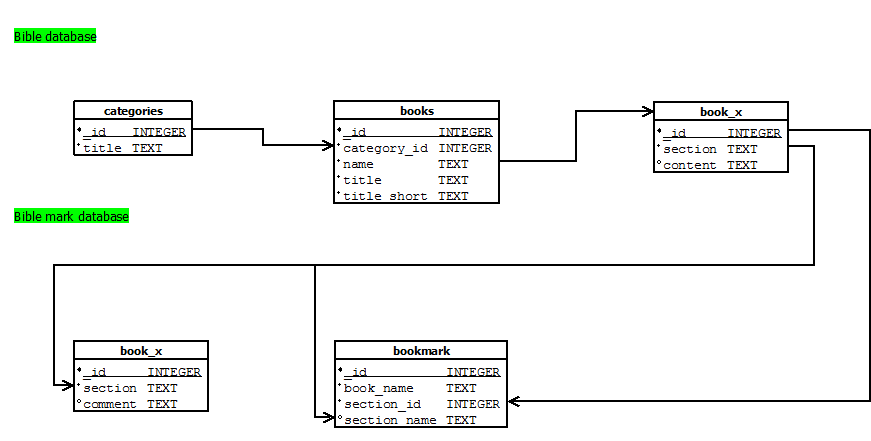 Bible database
categories
_id INTEGER
title TEXT
books
_id INTEGER
category_id INTEGER
name TEXT
title TEXT
title_short TEXT
book_x
_id INTEGER
section TEXT
content TEXT
Bible mark database
book_x
_id INTEGER
section TEXT
comment TEXT
bookmark
_id INTEGER
book_name TEXT
section_id INTEGER
section_name TEXT